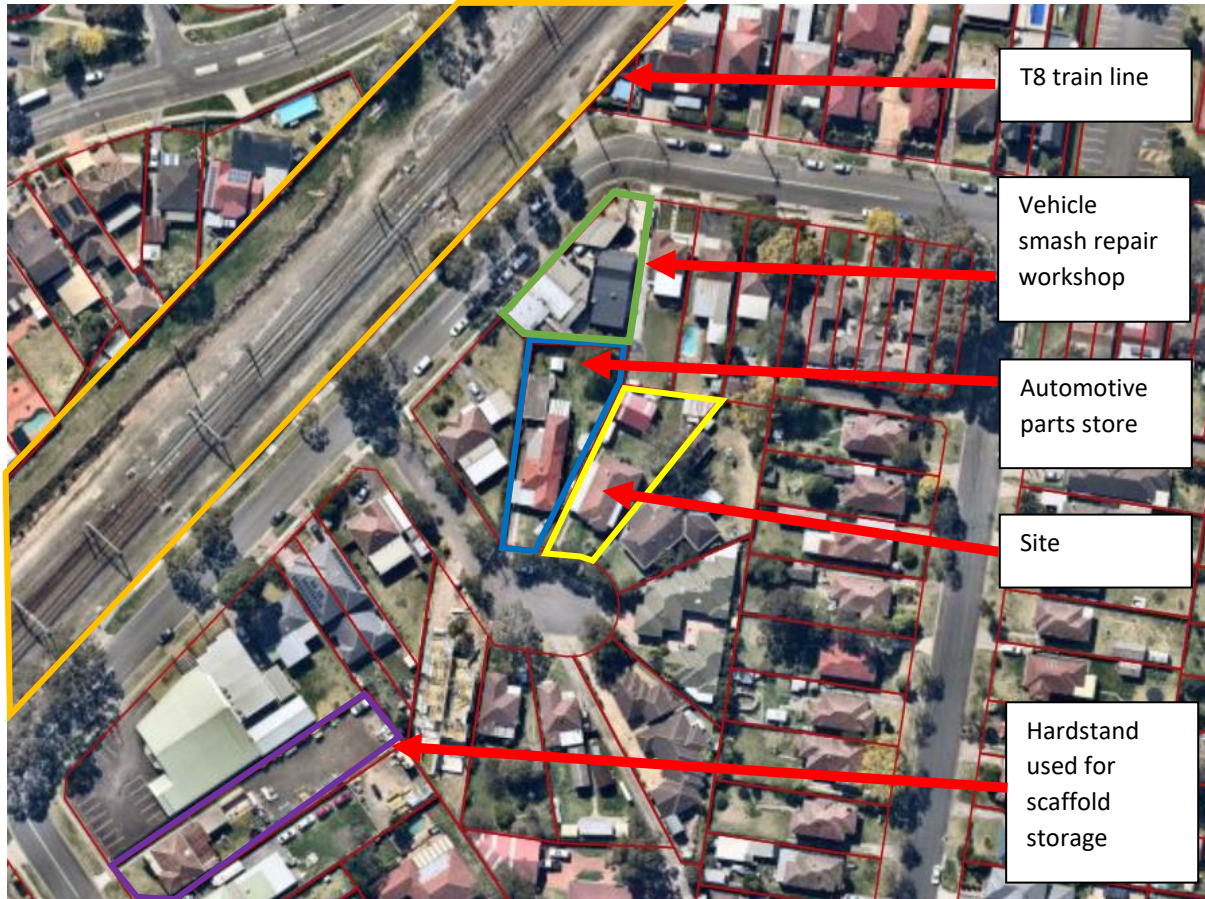 T8 train line
Vehicle
smash repair
workshop
Automotive
parts store
Site
Hardstand
used for
scaffold
storage